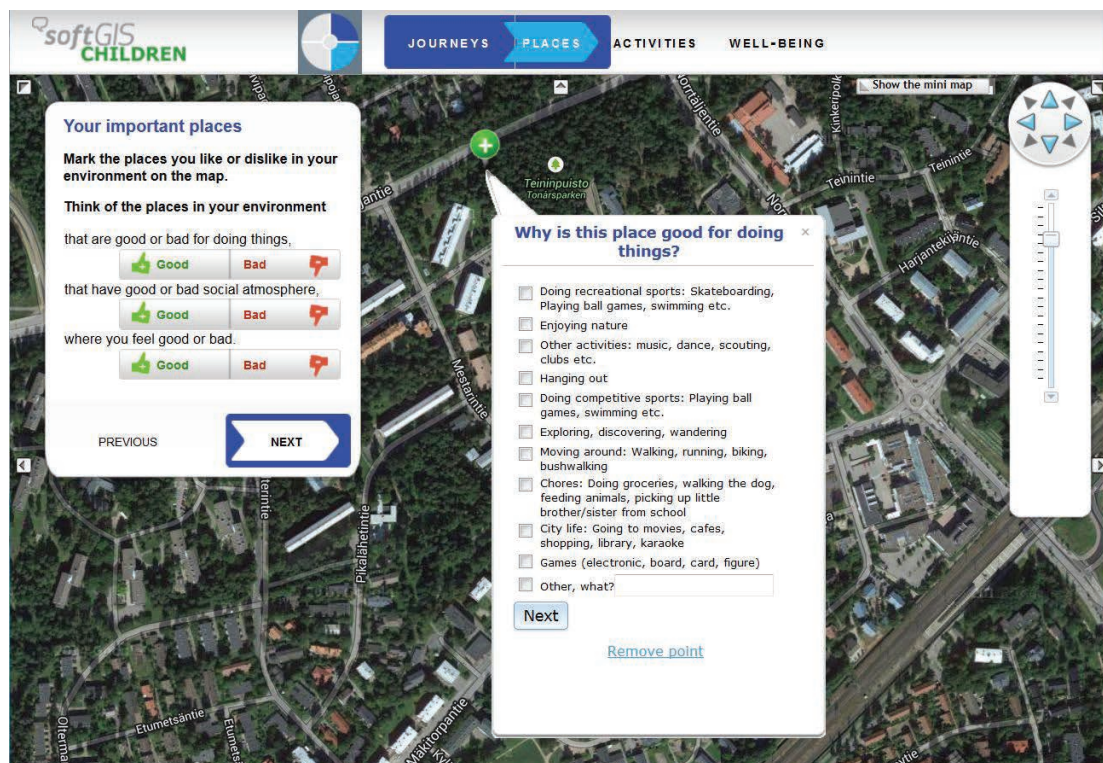 softGIS
CHILDREN
JOURNEYS
PLACES
ACTIVITIES
WELL-BEING
Show the mini map
Your important places
Mark the places you like or dislike in your
environment on the map.
Think of the places in your environment
that are good or bad for doing things,
Good
Bad
that have good or bad social atmosphere,
Good
Bad
where you feel good or bad.
Good
Bad
PREVIOUS
NEXT
Why is this place good for doing
things?
×
Doing recreational sports: Skateboarding,
Playing ball games, swimming etc.
Enjoying nature
Other activities: music, dance, scouting,
clubs etc.
Hanging out
Doing competitive sports: Playing ball
games, swimming etc.
Exploring, discovering, wandering
Moving around: Walking, running, biking,
bushwalking
Chores: Doing groceries, walking the dog,
feeding animals, picking up little
brother/sister from school
City life: Going to movies, cafes,
shopping, library, karaoke
Games (electronic, board, card, figure)
Other, what?
Next
Remove point
Teininpuisto
Tonarsparken
Norrtäljentie
Kinkeripolk
Teinintie
Teinintie
Harjantekijäntie
Mestarintie
Pikalähetintie
Etumetsäntie
Etumets
Olterma
Mäkitorpantie